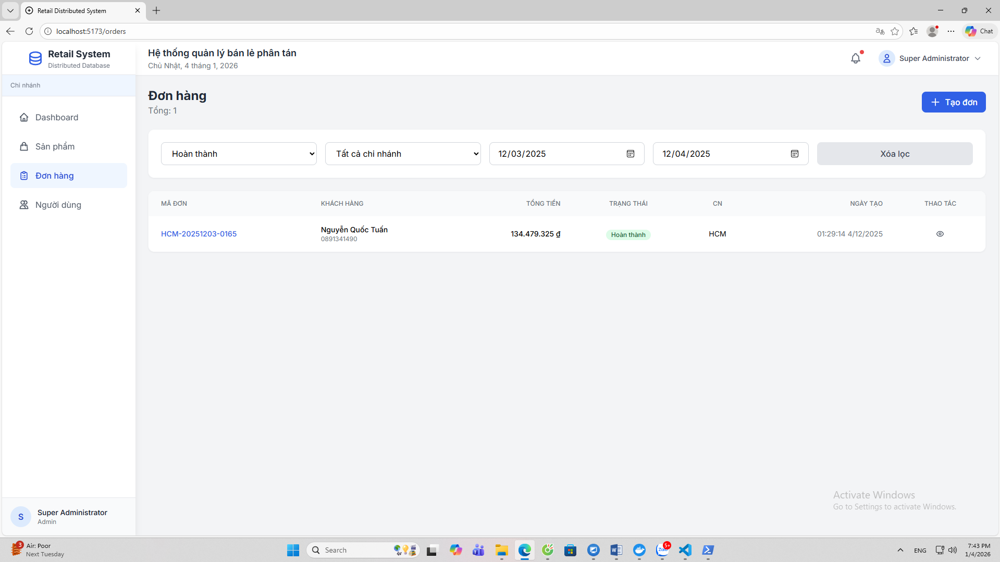 Retail Distributed System
localhost:5173/orders
Chat
Retail System
Distributed Database
Hệ thống quản lý bán lẻ phân tán
Chủ Nhật, 4 tháng 1, 2026
Super Administrator
Chi nhánh
Dashboard
Sản phẩm
Đơn hàng
Người dùng
Đơn hàng
Tổng: 1
Tạo đơn
Hoàn thành
Tất cả chi nhánh
12/03/2025
12/04/2025
Xóa lọc
MÃ ĐƠN KHÁCH HÀNG TỔNG TIỀN TRẠNG THÁI CN NGÀY TẠO THAO TÁC
HCM-20251203-0165 Nguyễn Quốc Tuấn 134.479.325 ₫ Hoàn thành HCM 01:29:14 4/12/2025
0891341490
Activate Windows
Go to Settings to activate Windows.
S
Super Administrator
Admin
3
Air: Poor
Next Tuesday
Search
Zalo
5+
ENG
7:43 PM
1/4/2026